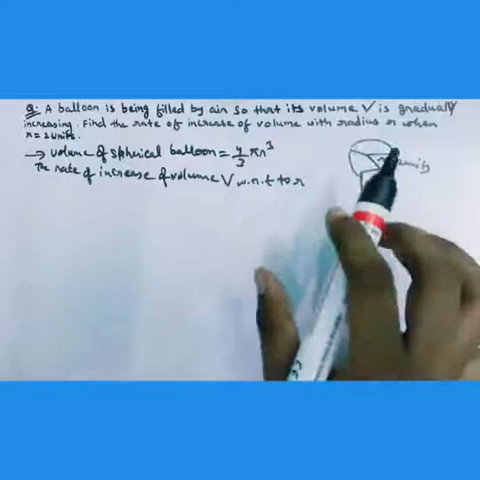 Q: A balloon is being filled by air so that its volume V is gradually
increasing. Find the rate of increase of volume with radius r when
r = 2 units.
→ volume of spherical balloon = 4/3 πr³
The rate of increase of volume V w.r.t to r
units